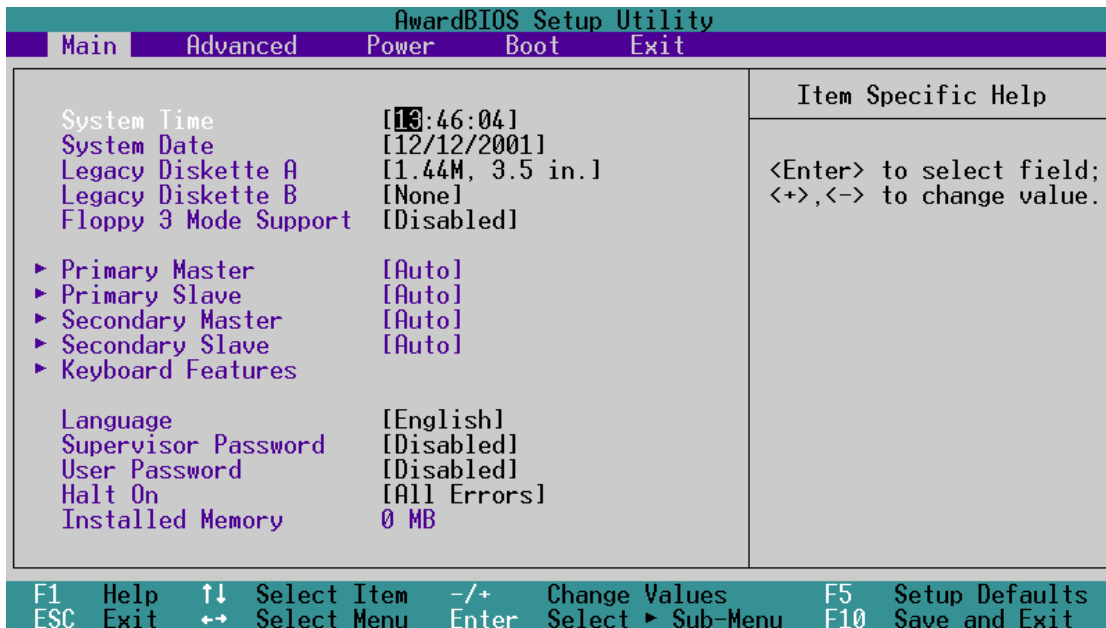 AwardBIOS Setup Utility
Main Advanced Power Boot Exit
System Time [13:46:04]
System Date [12/12/2001]
Legacy Diskette A [1.44M, 3.5 in.]
Legacy Diskette B [None]
Floppy 3 Mode Support [Disabled]
▶ Primary Master [Auto]
▶ Primary Slave [Auto]
▶ Secondary Master [Auto]
▶ Secondary Slave [Auto]
▶ Keyboard Features
Language [English]
Supervisor Password [Disabled]
User Password [Disabled]
Halt On [All Errors]
Installed Memory 0 MB
Item Specific Help
<Enter> to select field;
<+>,<-> to change value.
F1 Help ↑↓ Select Item -/+ Change Values F5 Setup Defaults
ESC Exit ←→ Select Menu Enter Select ▶ Sub-Menu F10 Save and Exit